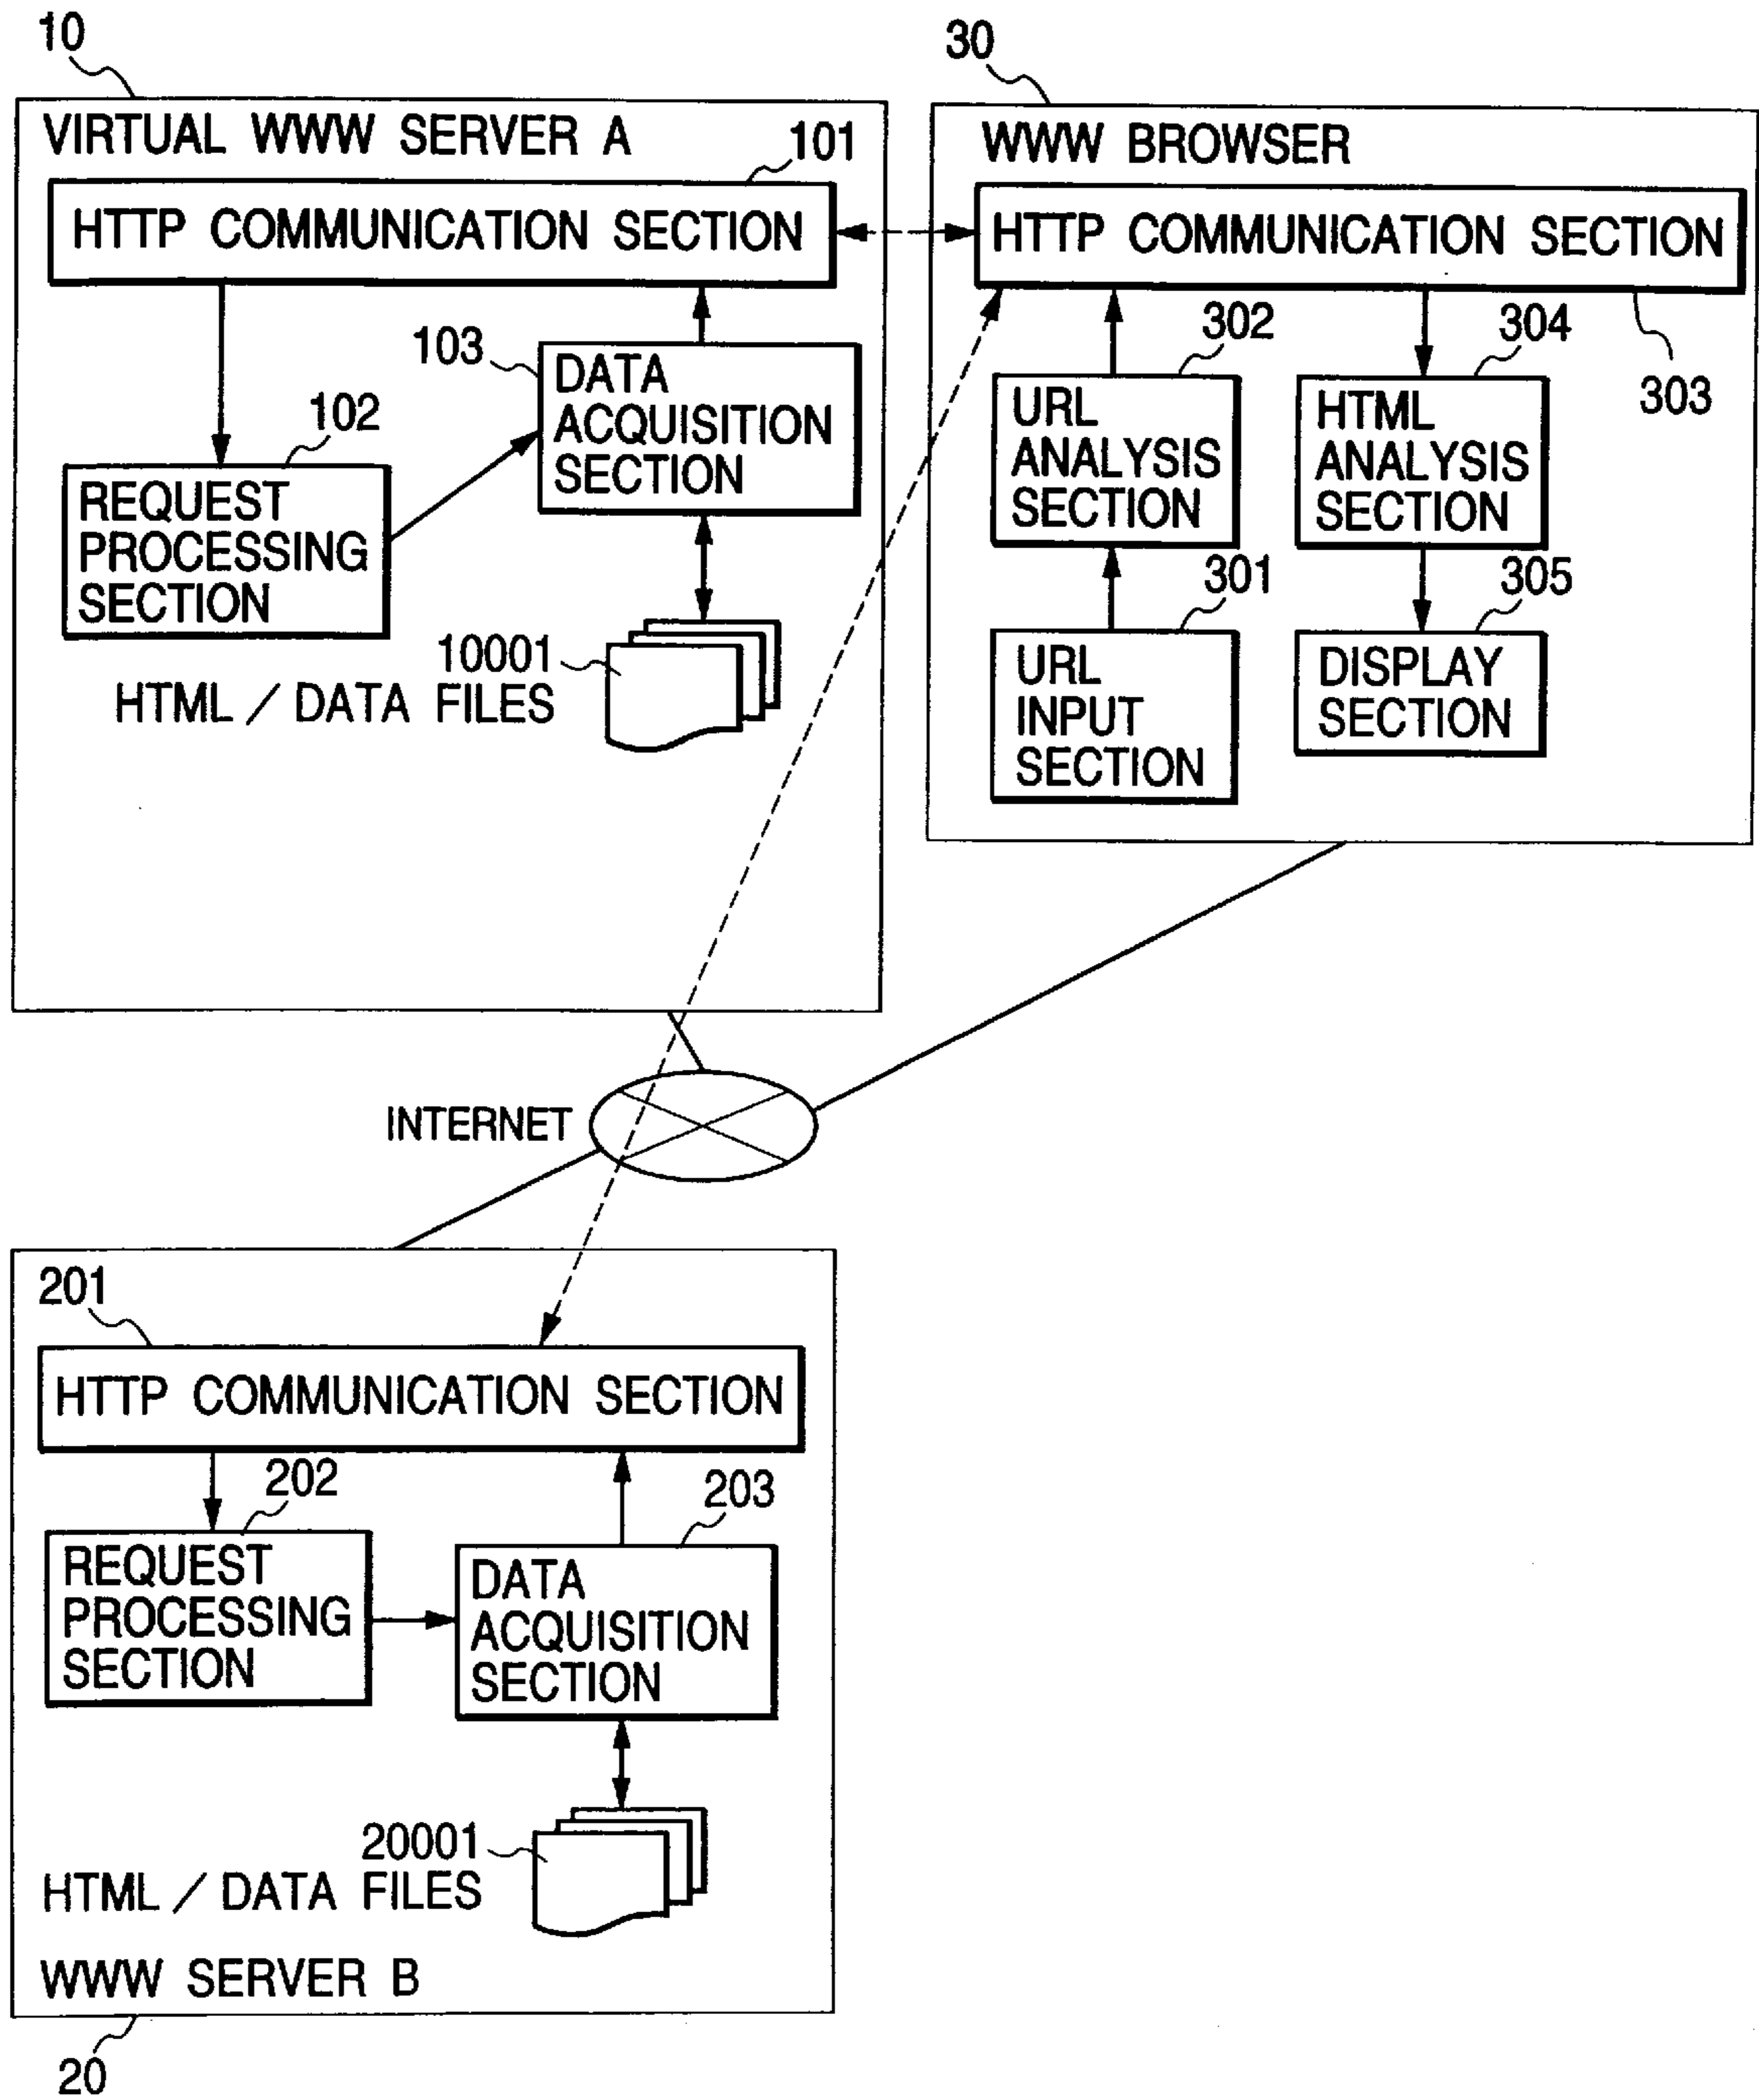 10
VIRTUAL WWW SERVER A
101
HTTP COMMUNICATION SECTION
103
DATA
ACQUISITION
SECTION
102
REQUEST
PROCESSING
SECTION
10001
HTML / DATA FILES
30
WWW BROWSER
HTTP COMMUNICATION SECTION
303
302
URL
ANALYSIS
SECTION
304
HTML
ANALYSIS
SECTION
301
URL
INPUT
SECTION
305
DISPLAY
SECTION
INTERNET
201
HTTP COMMUNICATION SECTION
202
REQUEST
PROCESSING
SECTION
203
DATA
ACQUISITION
SECTION
20001
HTML / DATA FILES
WWW SERVER B
20